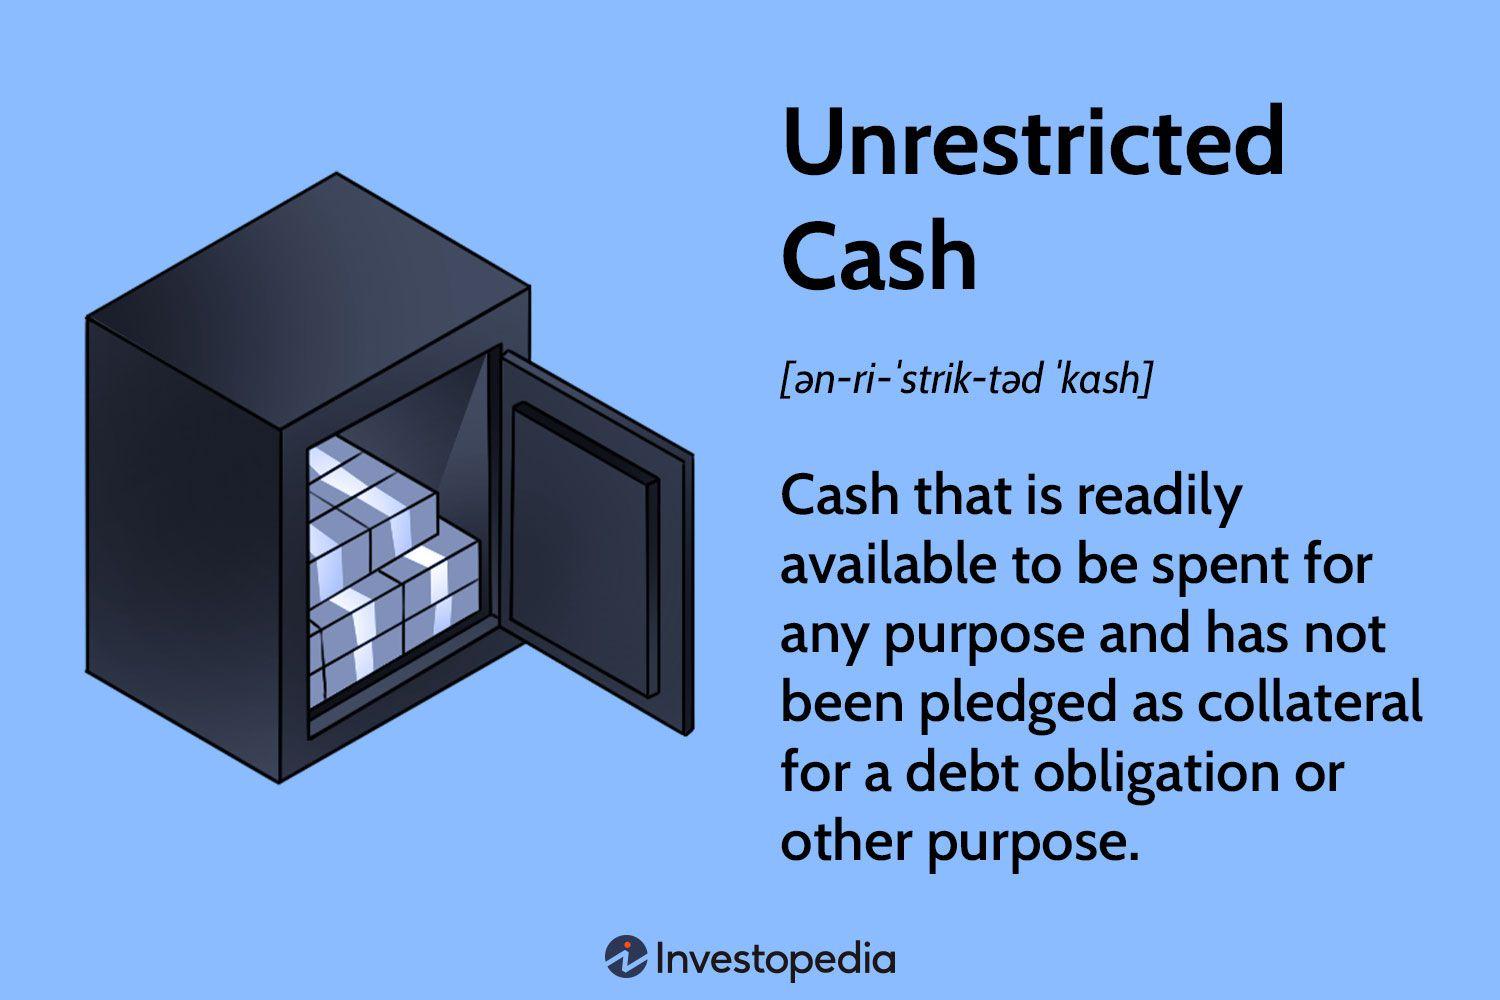 Unrestricted
Cash
[ən-ri-ˈstrik-təd ˈkash]
Cash that is readily
available to be spent for
any purpose and has not
been pledged as collateral
for a debt obligation or
other purpose.
Investopedia